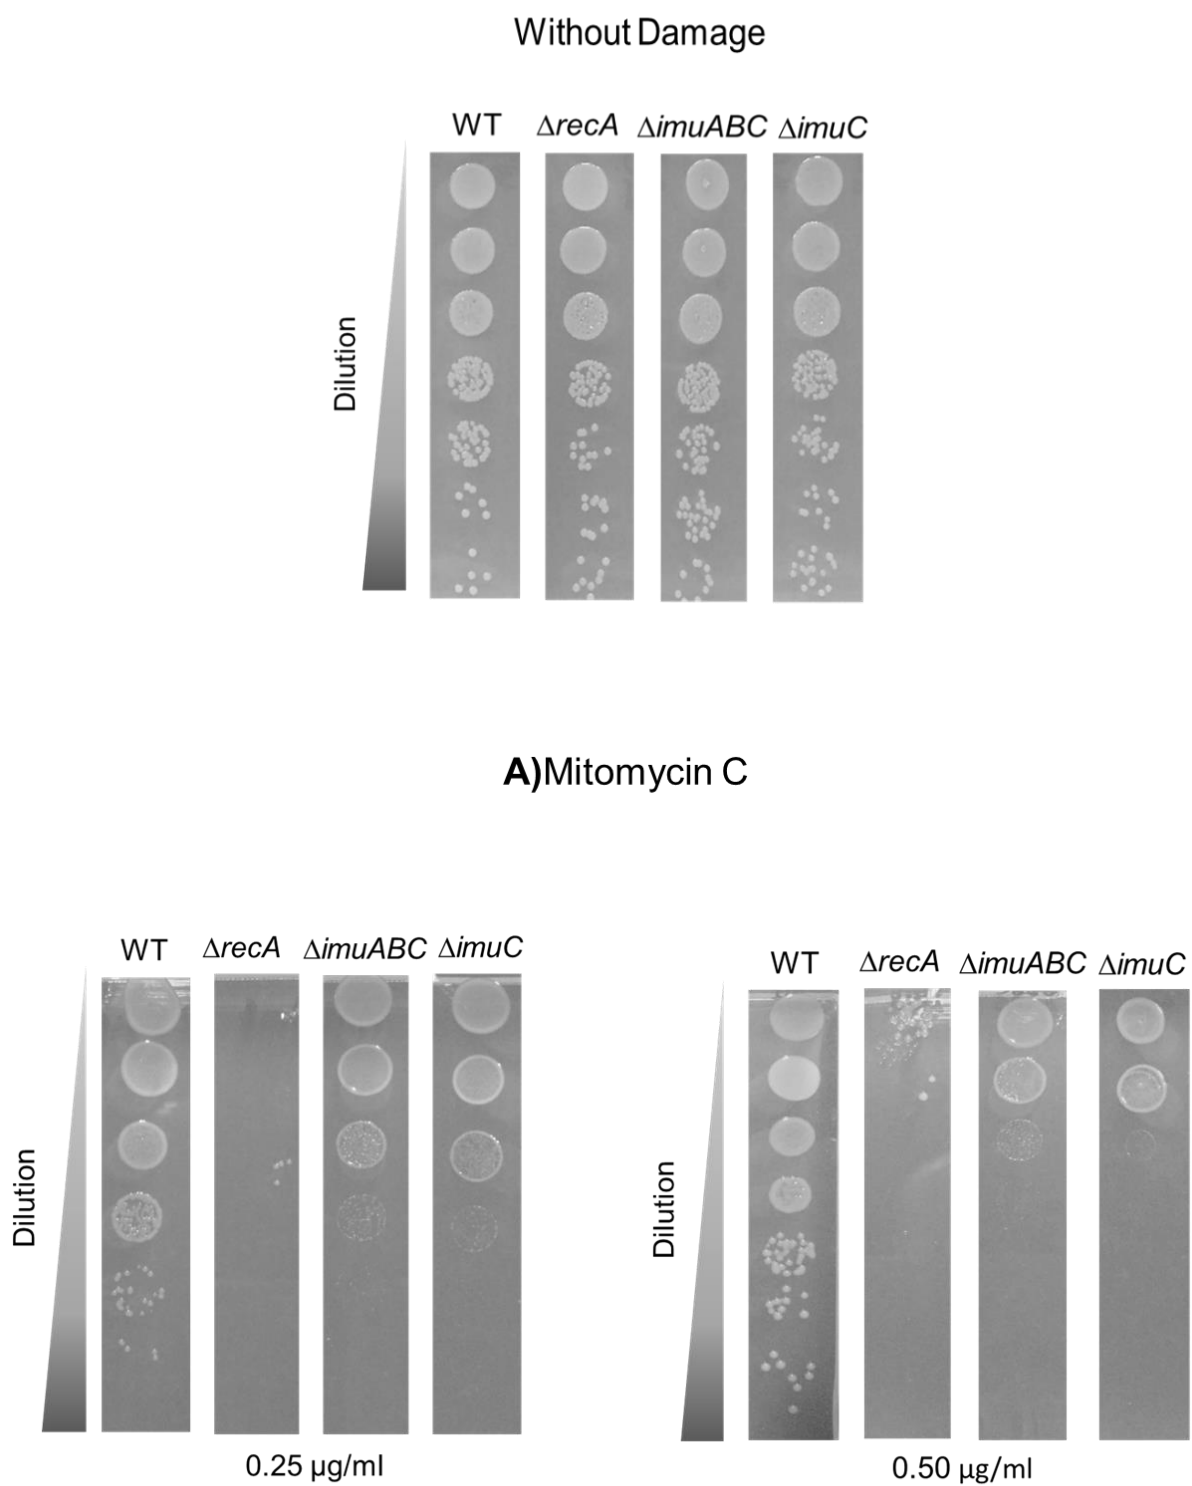 Without Damage
WT ΔrecA ΔimuABC ΔimuC
Dilution
A)Mitomycin C
WT ΔrecA ΔimuABC ΔimuC
Dilution
0.25 µg/ml
WT ΔrecA ΔimuABC ΔimuC
Dilution
0.50 µg/ml